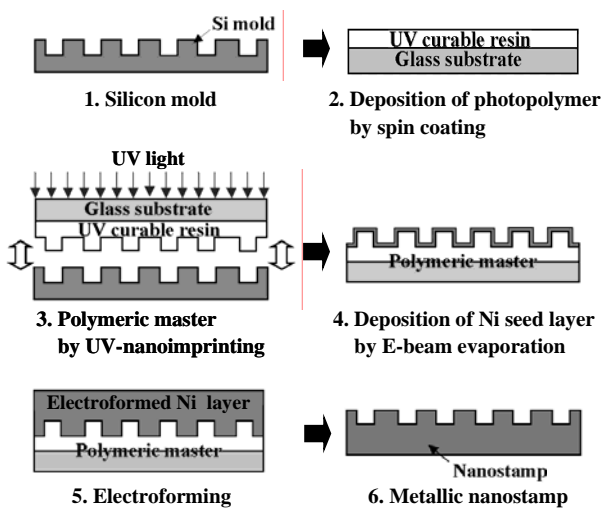 Si mold
1. Silicon mold
UV curable resin
Glass substrate
2. Deposition of photopolymer
by spin coating
UV light
Glass substrate
UV curable resin
3. Polymeric master
by UV-nanoimprinting
Polymeric master
4. Deposition of Ni seed layer
by E-beam evaporation
Electroformed Ni layer
Polymeric master
5. Electroforming
Nanostamp
6. Metallic nanostamp